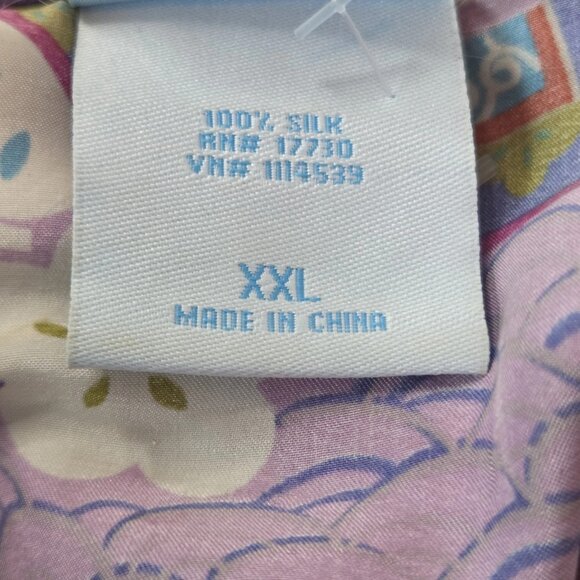 100% SILK
RN# 17730
VN# 1114539
XXL
MADE IN CHINA